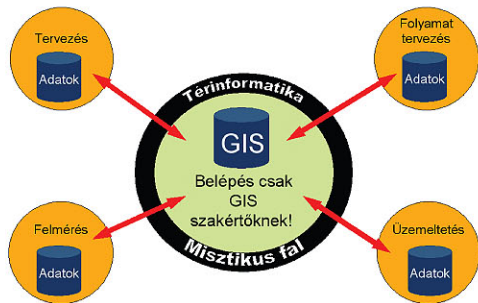 Tervezés
Adatok
Folyamat
tervezés
Adatok
Térinformatika
GIS
Belépés csak
GIS
szakértőknek!
Misztikus fal
Felmérés
Adatok
Üzemeltetés
Adatok